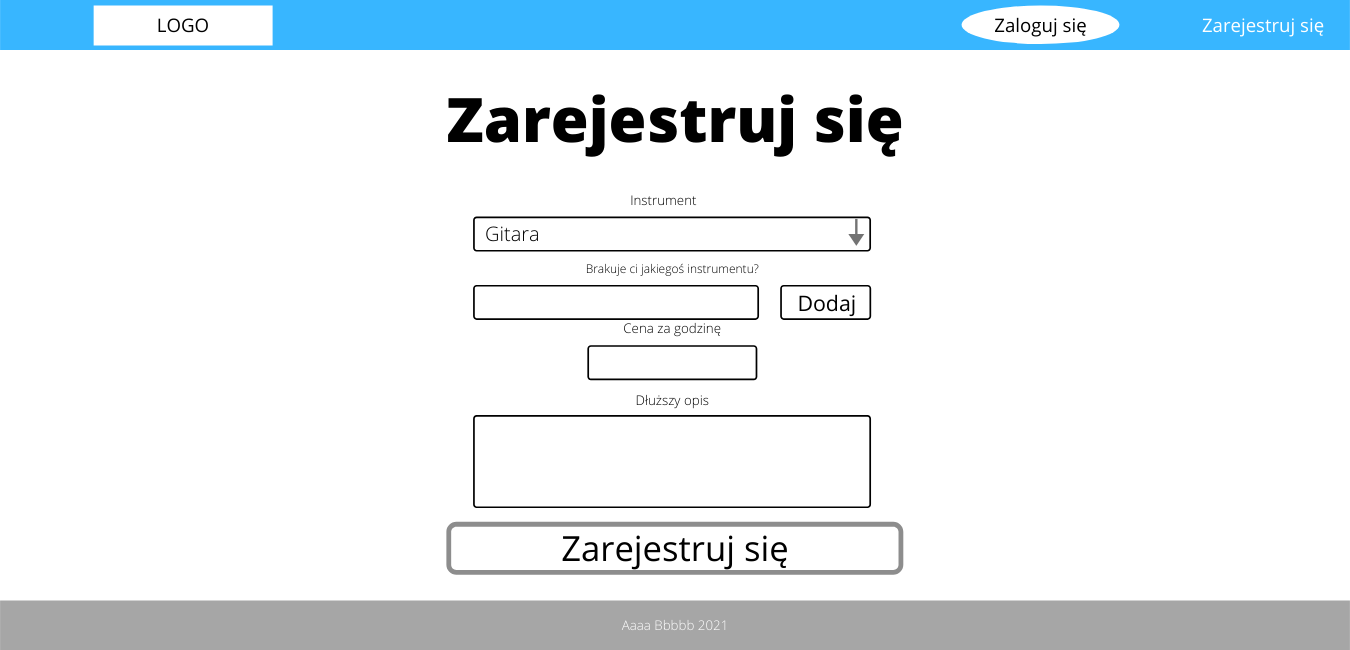 LOGO
Zaloguj się
Zarejestruj się
Zarejestruj się
Instrument
Gitara
Brakuje ci jakiegoś instrumentu?
Dodaj
Cena za godzinę
Dłuższy opis
Zarejestruj się
Aaaa Bbbbb 2021